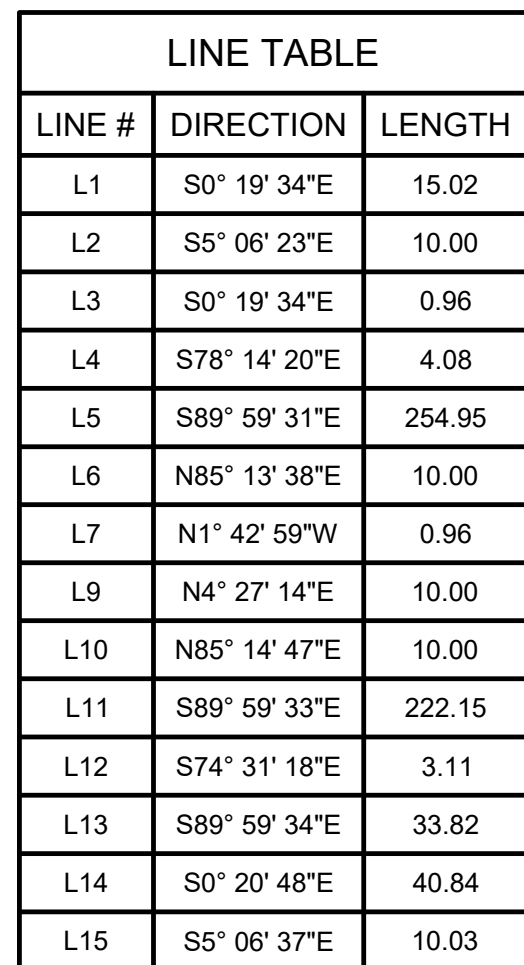 LINE TABLE
LINE # DIRECTION LENGTH
L1 S0° 19' 34"E 15.02
L2 S5° 06' 23"E 10.00
L3 S0° 19' 34"E 0.96
L4 S78° 14' 20"E 4.08
L5 S89° 59' 31"E 254.95
L6 N85° 13' 38"E 10.00
L7 N1° 42' 59"W 0.96
L9 N4° 27' 14"E 10.00
L10 N85° 14' 47"E 10.00
L11 S89° 59' 33"E 222.15
L12 S74° 31' 18"E 3.11
L13 S89° 59' 34"E 33.82
L14 S0° 20' 48"E 40.84
L15 S5° 06' 37"E 10.03